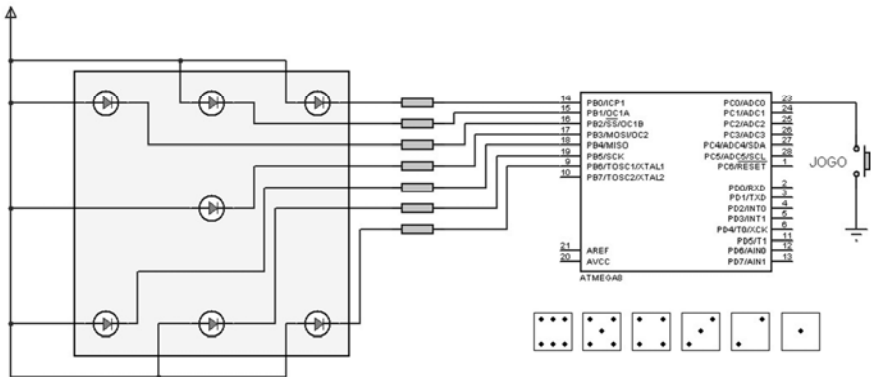 14 PB0/ICP1 PC0/ADC0 23
15 PB1/OC1A PC1/ADC1 24
16 PB2/SS/OC1B PC2/ADC2 25
17 PB3/MOSI/OC2 PC3/ADC3 26
18 PB4/MISO PC4/ADC4/SDA 27
19 PB5/SCK PC5/ADC5/SCL 28
9 PB6/TOSC1/XTAL1 PC6/RESET 1
10 PB7/TOSC2/XTAL2
JOGO
PD0/RXD 2
PD1/TXD 3
PD2/INT0 4
PD3/INT1 5
PD4/T0/XCK 6
PD5/T1 11
21 AREF PD6/AIN0 12
20 AVCC PD7/AIN1 13
ATMEGA8